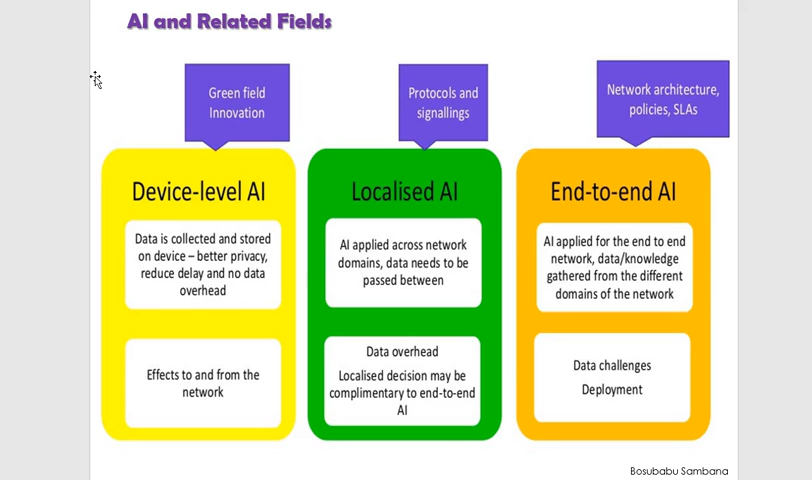 AI and Related Fields
Green field
Innovation
Protocols and
signallings
Network architecture,
policies, SLAs
Device-level AI
Data is collected and stored
on device – better privacy,
reduce delay and no data
overhead
Effects to and from the
network
Localised AI
AI applied across network
domains, data needs to be
passed between
Data overhead
Localised decision may be
complimentary to end-to-end
AI
End-to-end AI
AI applied for the end to end
network, data/knowledge
gathered from the different
domains of the network
Data challenges
Deployment
Bosubabu Sambana